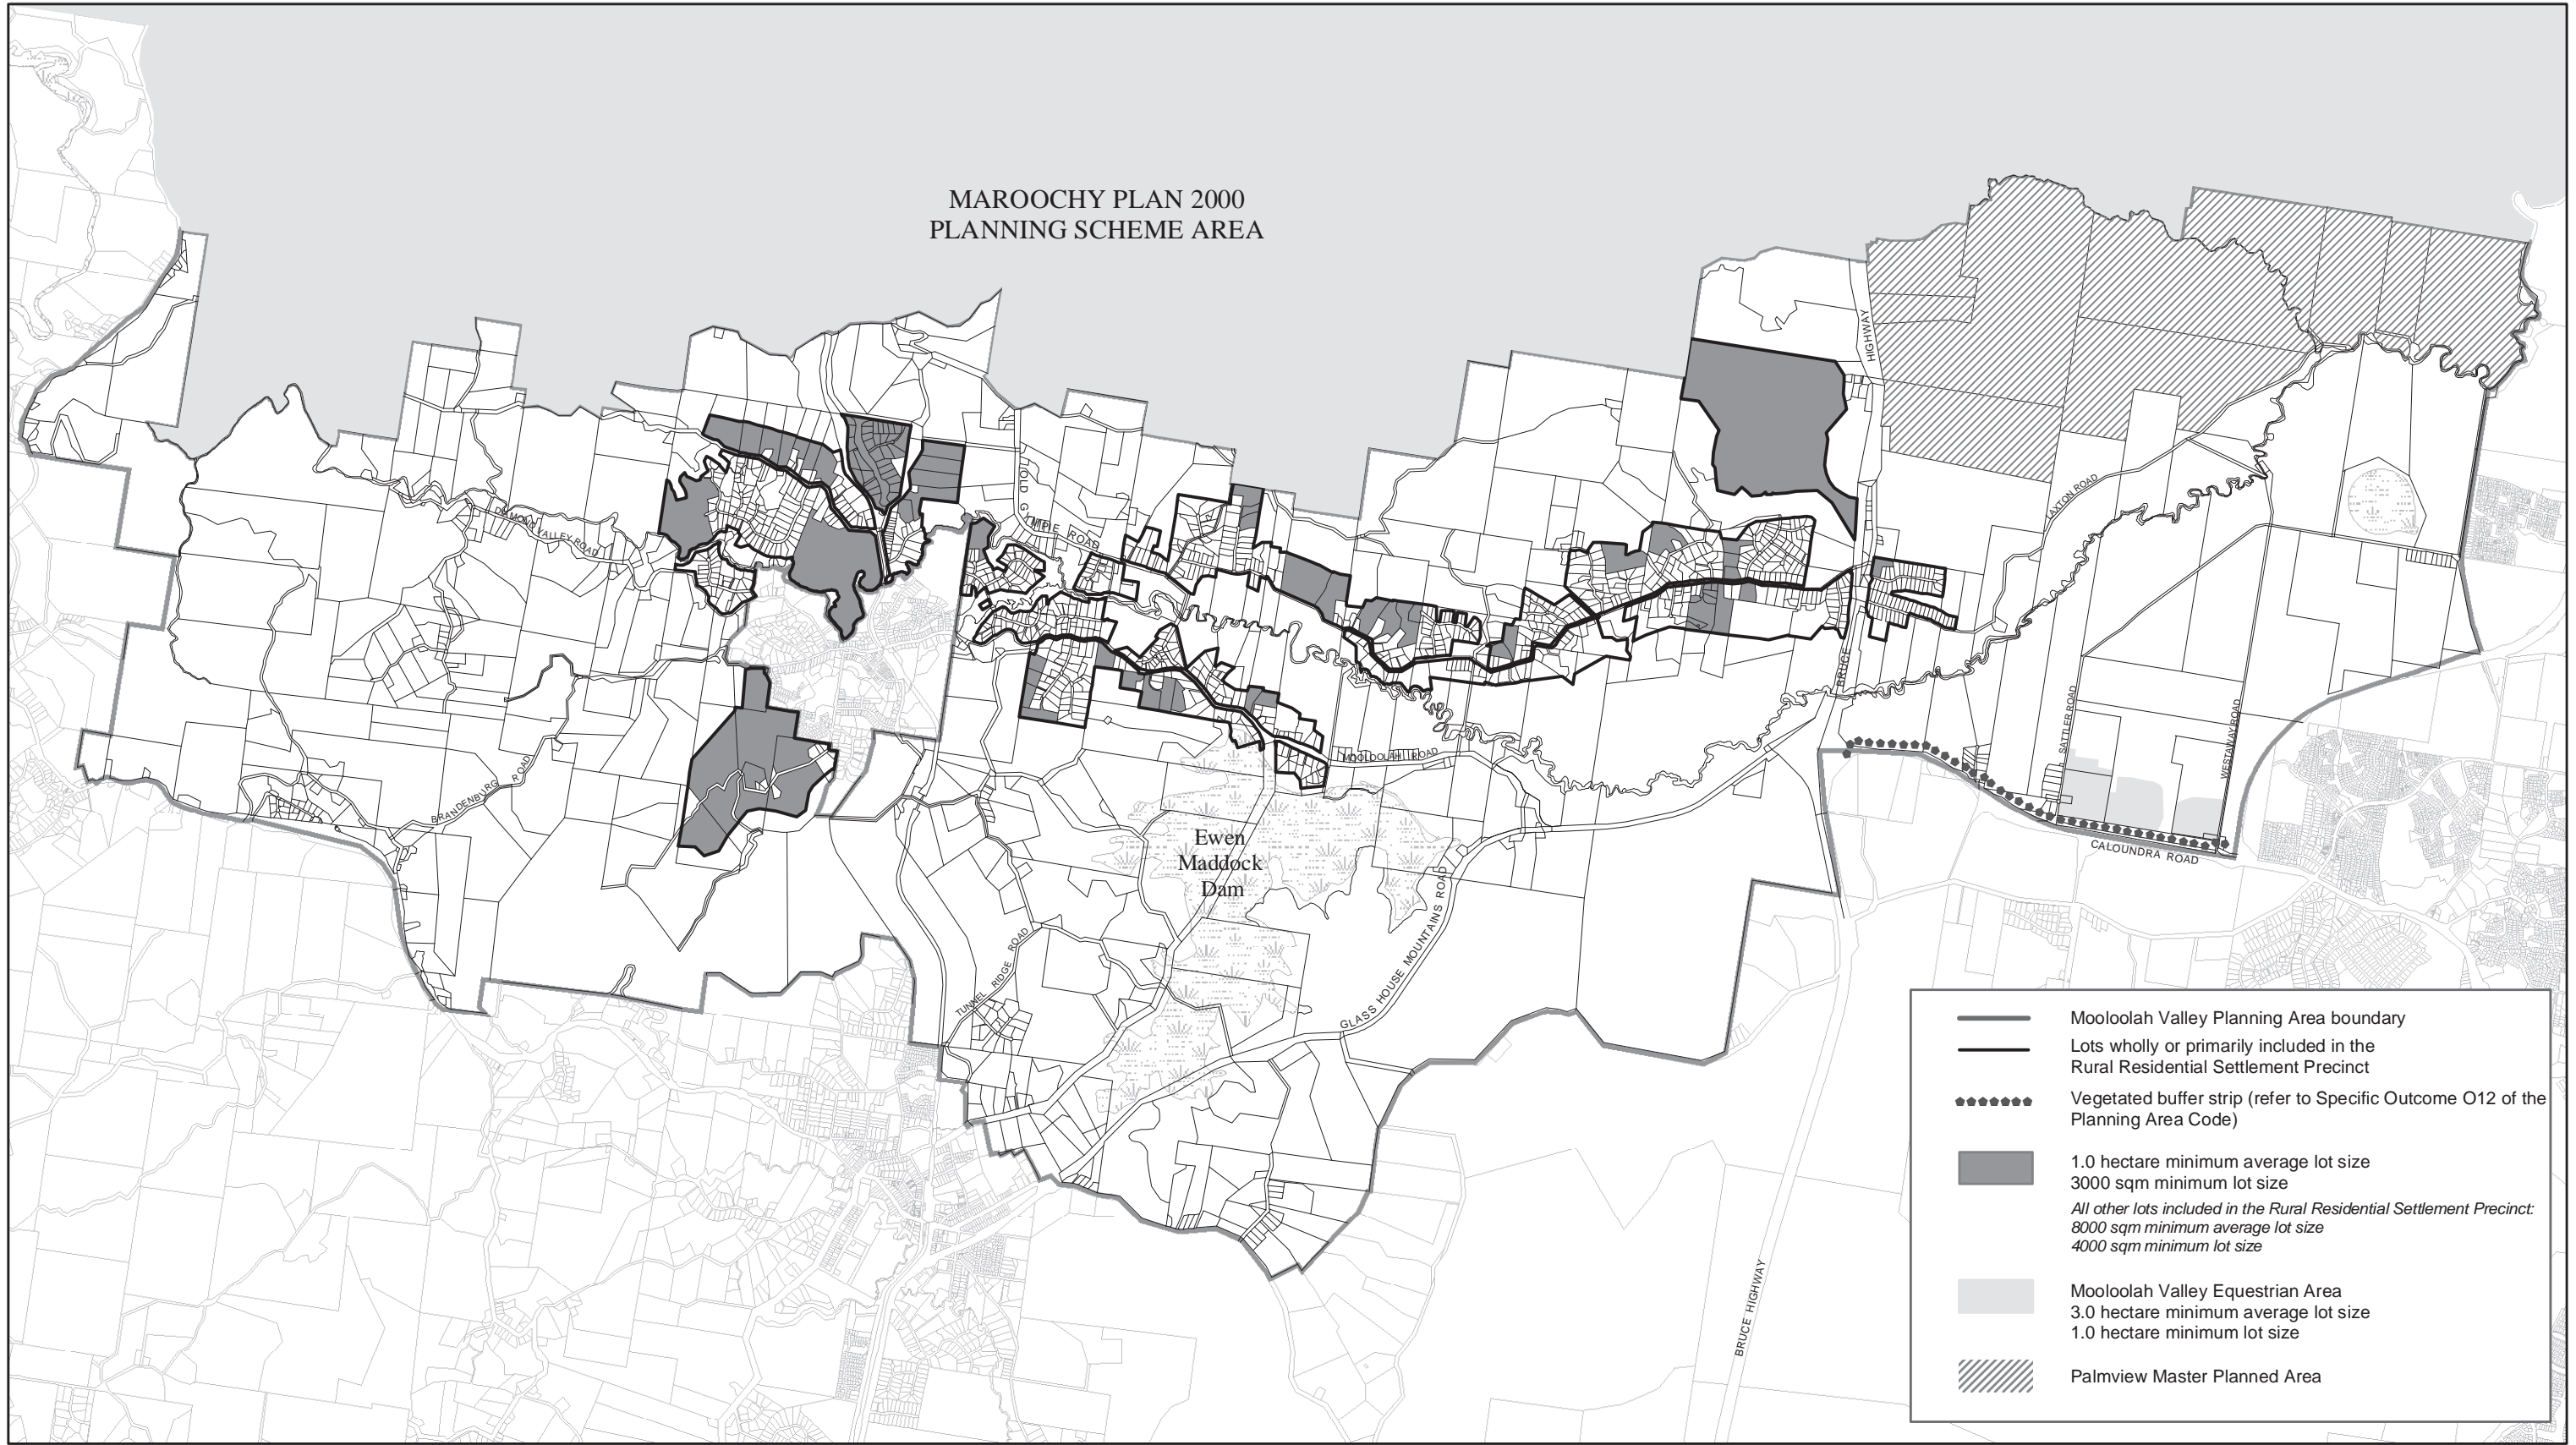 MAROOCHY PLAN 2000
PLANNING SCHEME AREA
HIGHWAY
OLD GYMPIE ROAD
DIAMOND VALLEY ROAD
LAXTON ROAD
BRUCE
SATTLER ROAD
WESTAWAY ROAD
MOOLOOLAH ROAD
BRANDENBURG ROAD
Ewen
Maddock
Dam
CALOUNDRA ROAD
GLASS HOUSE MOUNTAINS ROAD
TUNNEL RIDGE ROAD
BRUCE HIGHWAY
Mooloolah Valley Planning Area boundary
Lots wholly or primarily included in the
Rural Residential Settlement Precinct
Vegetated buffer strip (refer to Specific Outcome O12 of the
Planning Area Code)
1.0 hectare minimum average lot size
3000 sqm minimum lot size
All other lots included in the Rural Residential Settlement Precinct:
8000 sqm minimum average lot size
4000 sqm minimum lot size
Mooloolah Valley Equestrian Area
3.0 hectare minimum average lot size
1.0 hectare minimum lot size
Palmview Master Planned Area